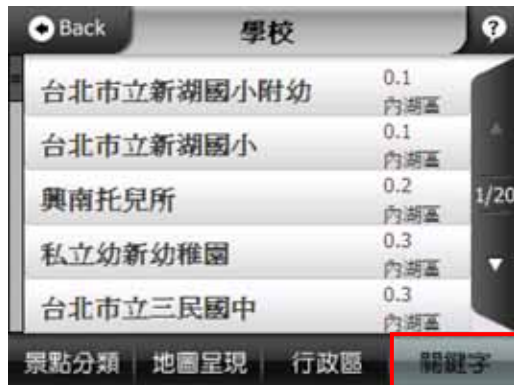 Back
學校
?
台北市立新湖國小附幼
0.1
內湖區
台北市立新湖國小
0.1
內湖區
興南托兒所
0.2
內湖區
1/20
私立幼新幼稚園
0.3
內湖區
台北市立三民國中
0.3
內湖區
景點分類 地圖呈現 行政區 關鍵字